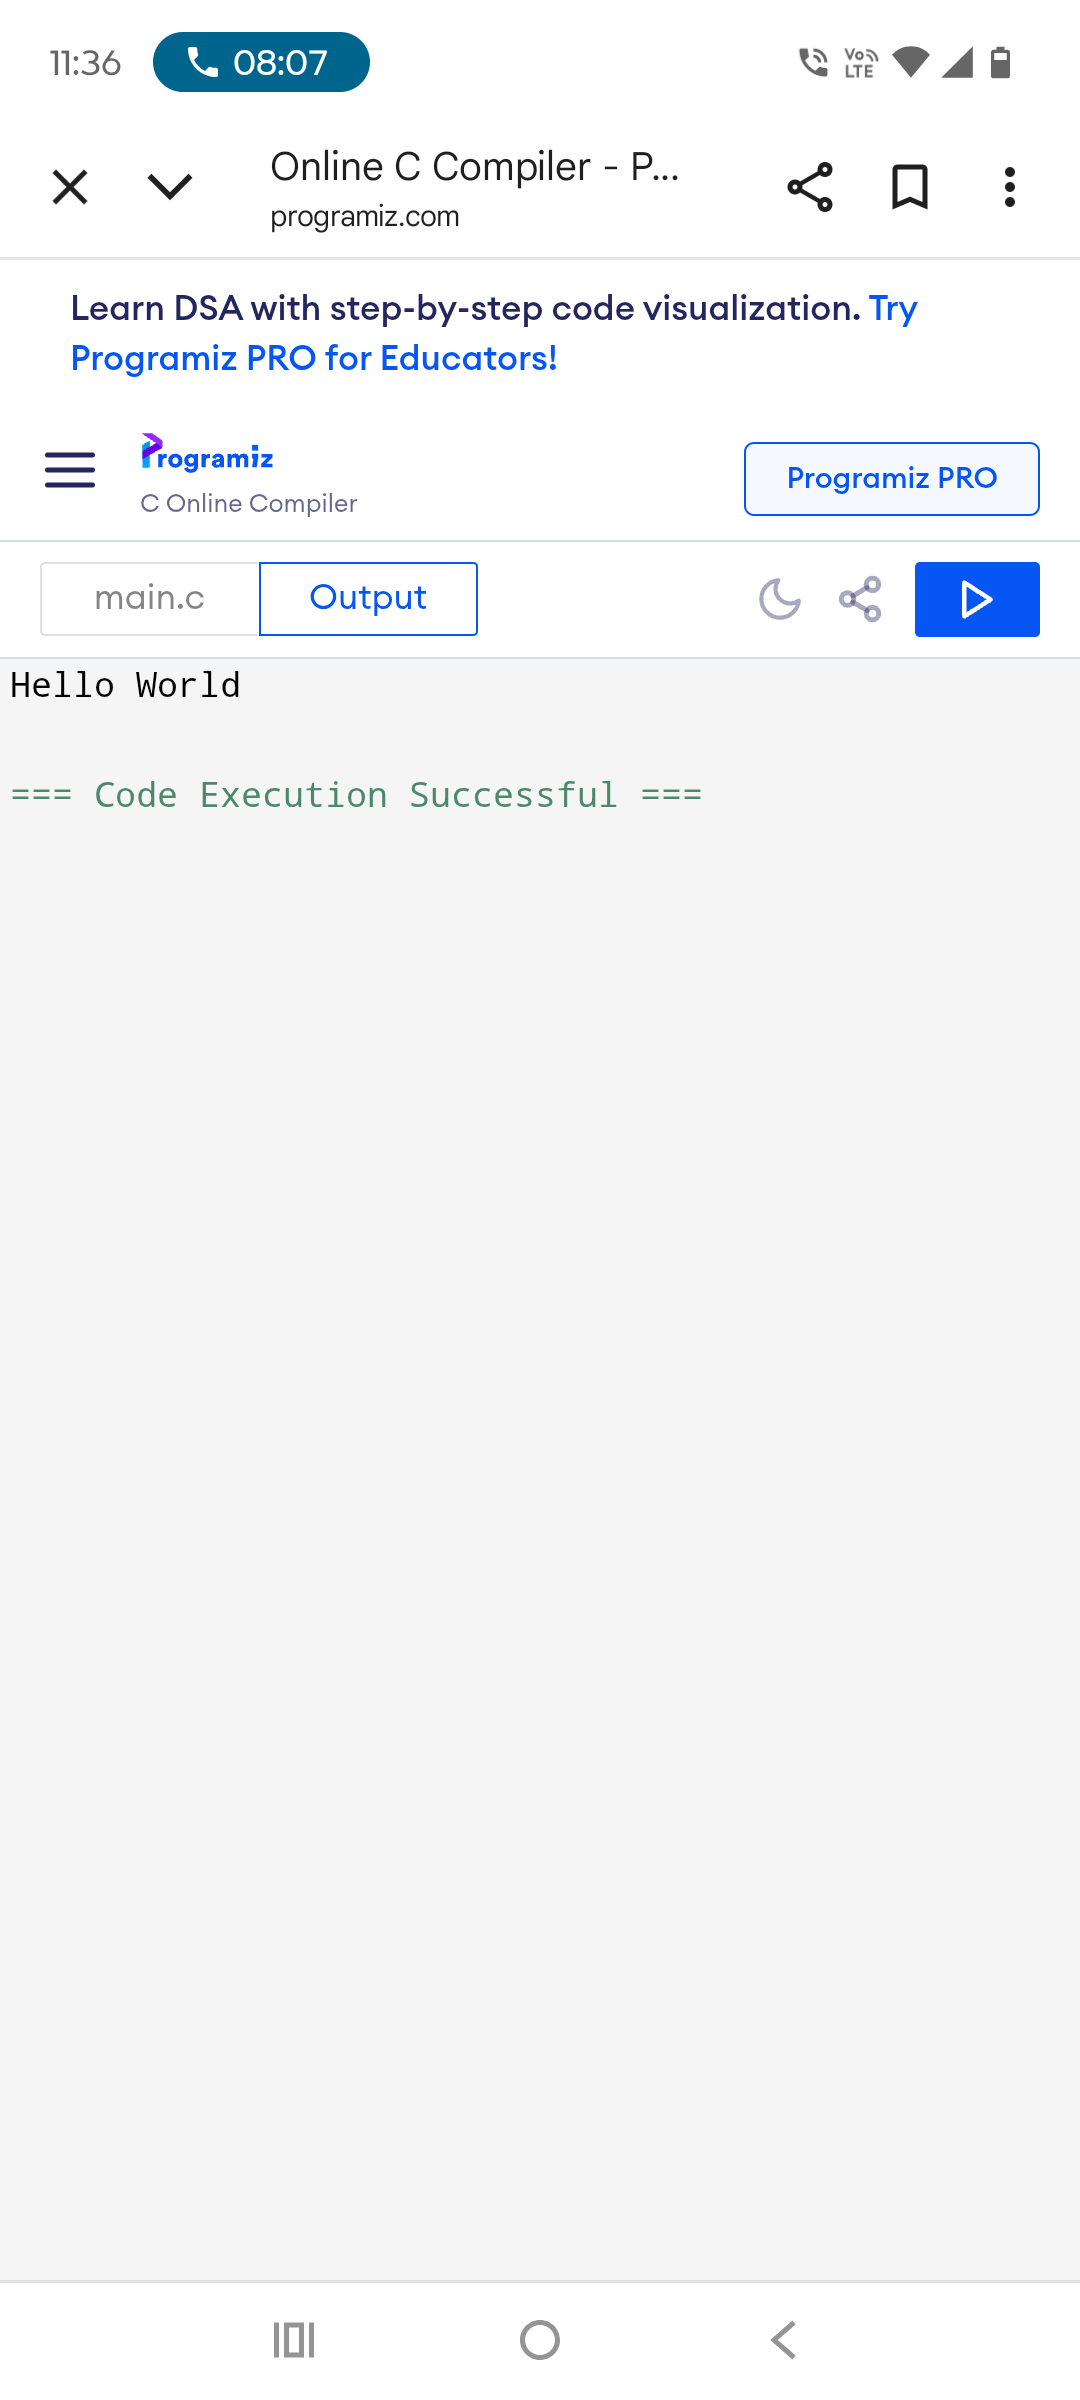 11:36 08:07 Vo LTE
Online C Compiler - P...
programiz.com
Learn DSA with step-by-step code visualization. Try
Programiz PRO for Educators!
Programiz
C Online Compiler
Programiz PRO
main.c Output
Hello World
=== Code Execution Successful ===